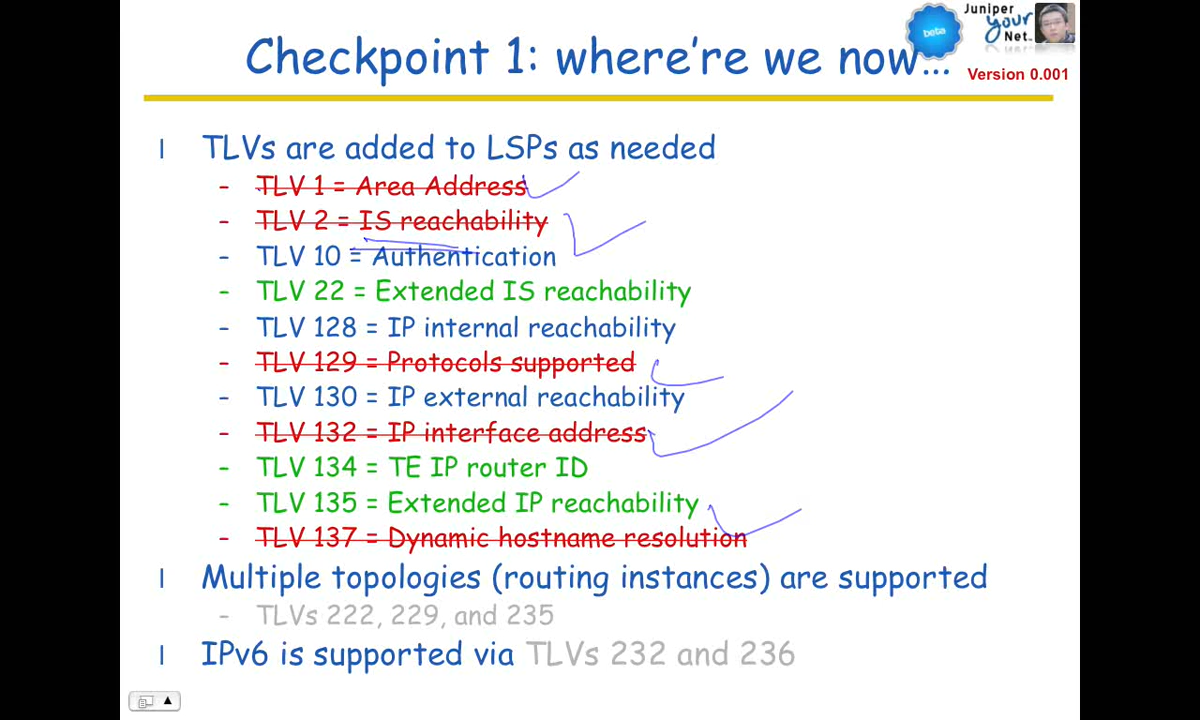 Juniper
your
Net.
beta
Checkpoint 1: where're we now...
Version 0.001
l TLVs are added to LSPs as needed
- TLV 1 = Area Address
- TLV 2 = IS reachability
- TLV 10 = Authentication
- TLV 22 = Extended IS reachability
- TLV 128 = IP internal reachability
- TLV 129 = Protocols supported
- TLV 130 = IP external reachability
- TLV 132 = IP interface address
- TLV 134 = TE IP router ID
- TLV 135 = Extended IP reachability
- TLV 137 = Dynamic hostname resolution
l Multiple topologies (routing instances) are supported
- TLVs 222, 229, and 235
l IPv6 is supported via TLVs 232 and 236